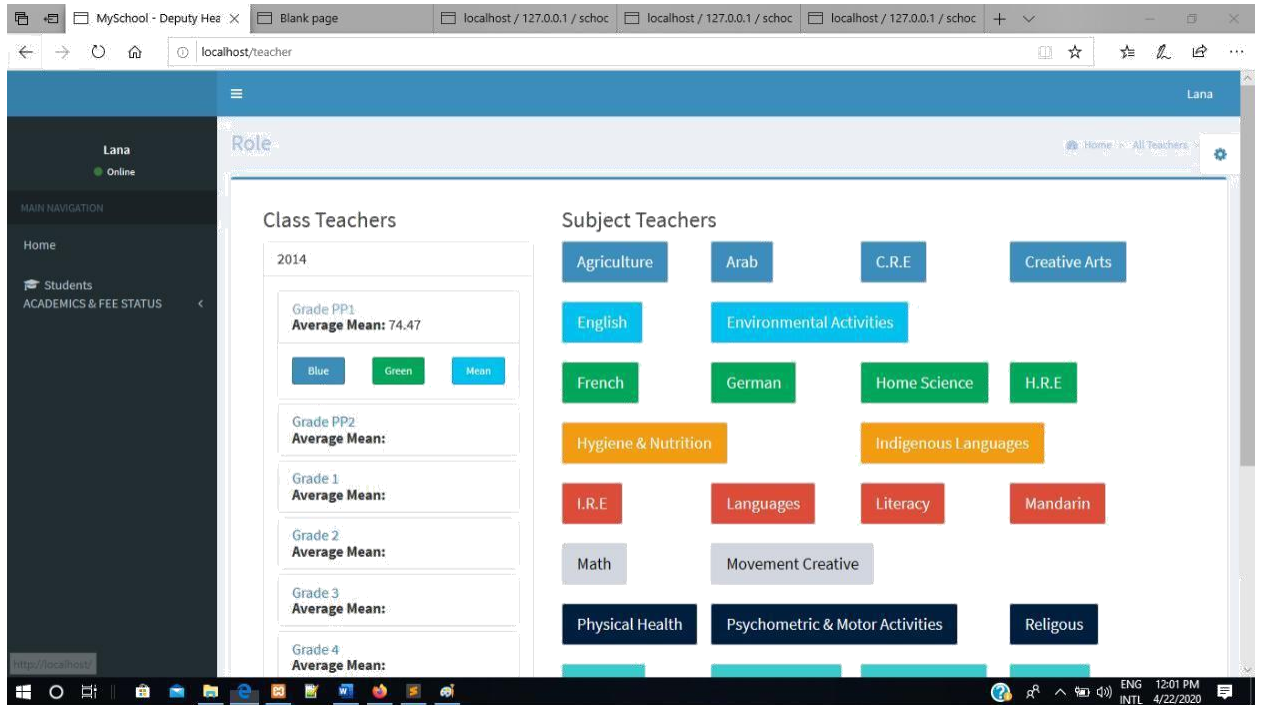 MySchool - Deputy Hea
Blank page
localhost / 127.0.0.1 / schoc
localhost / 127.0.0.1 / schoc
localhost / 127.0.0.1 / schoc
localhost/teacher
Lana
Lana
Online
MAIN NAVIGATION
Home
Students
ACADEMICS & FEE STATUS
Role
Home > All Teachers >
Class Teachers
2014
Grade PP1
Average Mean: 74.47
Blue Green Mean
Grade PP2
Average Mean:
Grade 1
Average Mean:
Grade 2
Average Mean:
Grade 3
Average Mean:
Grade 4
Average Mean:
Subject Teachers
Agriculture Arab C.R.E Creative Arts
English Environmental Activities
French German Home Science H.R.E
Hygiene & Nutrition Indigenous Languages
I.R.E Languages Literacy Mandarin
Math Movement Creative
Physical Health Psychometric & Motor Activities Religous
http://localhost/
ENG 12:01 PM
INTL 4/22/2020